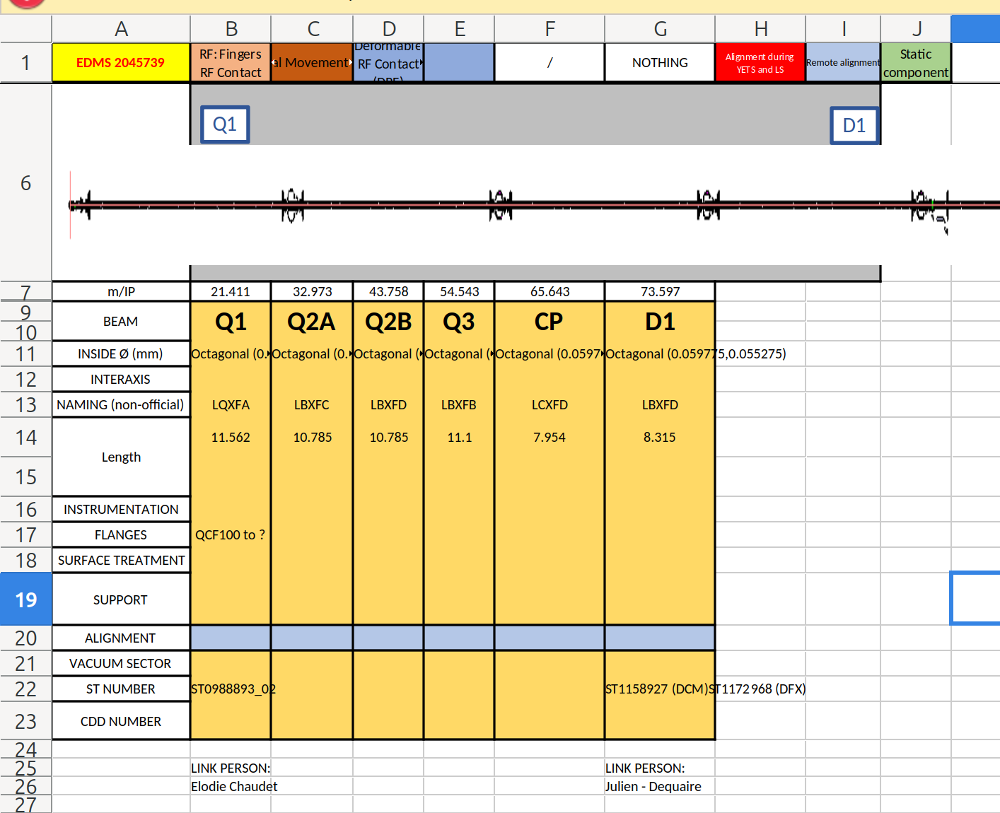 A B C D E F G H I J
1 EDMS 2045739 RF: Fingers RF Contact al Movement Deformable RF Contact (DRF) / NOTHING Alignment during YETS and LS Remote alignment Static component
Q1 D1
6
7 m/IP 21.411 32.973 43.758 54.543 65.643 73.597
9 BEAM Q1 Q2A Q2B Q3 CP D1
10
11 INSIDE Ø (mm) Octagonal (0. Octagonal (0. Octagonal ( Octagonal ( Octagonal (0.0597 Octagonal (0.059775,0.055275)
12 INTERAXIS
13 NAMING (non-official) LQXFA LBXFC LBXFD LBXFB LCXFD LBXFD
14 11.562 10.785 10.785 11.1 7.954 8.315
Length
15
16 INSTRUMENTATION
17 FLANGES QCF100 to ?
18 SURFACE TREATMENT
19 SUPPORT
20 ALIGNMENT
21 VACUUM SECTOR
22 ST NUMBER ST0988893_02 ST1158927 (DCM)ST1172968 (DFX)
23 CDD NUMBER
24
25 LINK PERSON: LINK PERSON:
26 Elodie Chaudet Julien - Dequaire
27